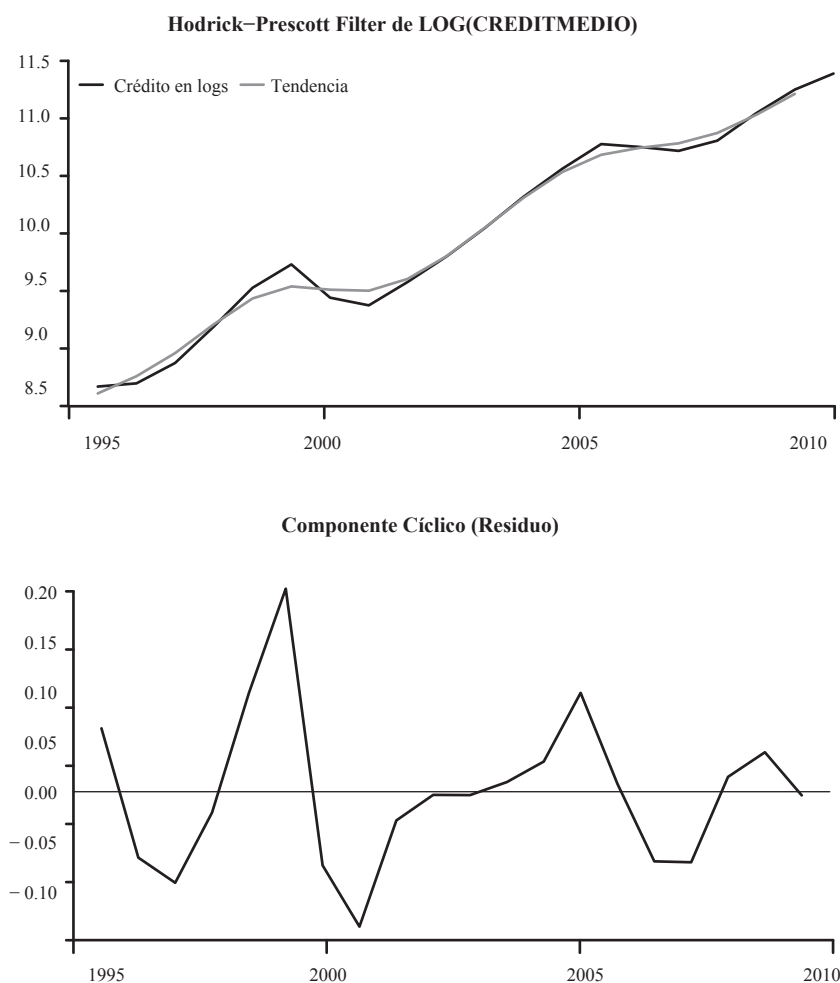 Hodrick−Prescott Filter de LOG(CREDITMEDIO)
11.5
Crédito en logs
Tendencia
11.0
10.5
10.0
9.5
9.0
8.5
1995 2000 2005 2010
Componente Cíclico (Residuo)
0.20
0.15
0.10
0.05
0.00
− 0.05
− 0.10
1995 2000 2005 2010